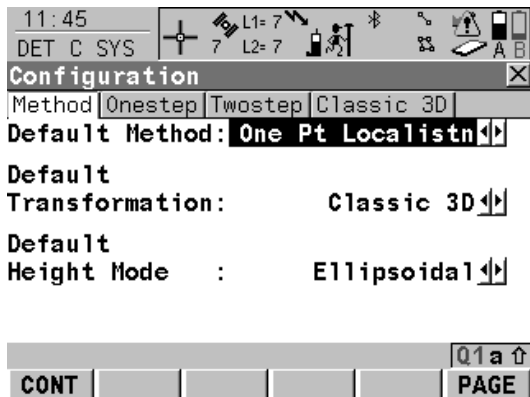 11:45
L1= 7
DET C SYS
7 L2= 7
A B
Configuration
Method Onestep Twostep Classic 3D
Default Method: One Pt Localistn
Default
Transformation: Classic 3D
Default
Height Mode : Ellipsoidal
Q1 a
CONT PAGE